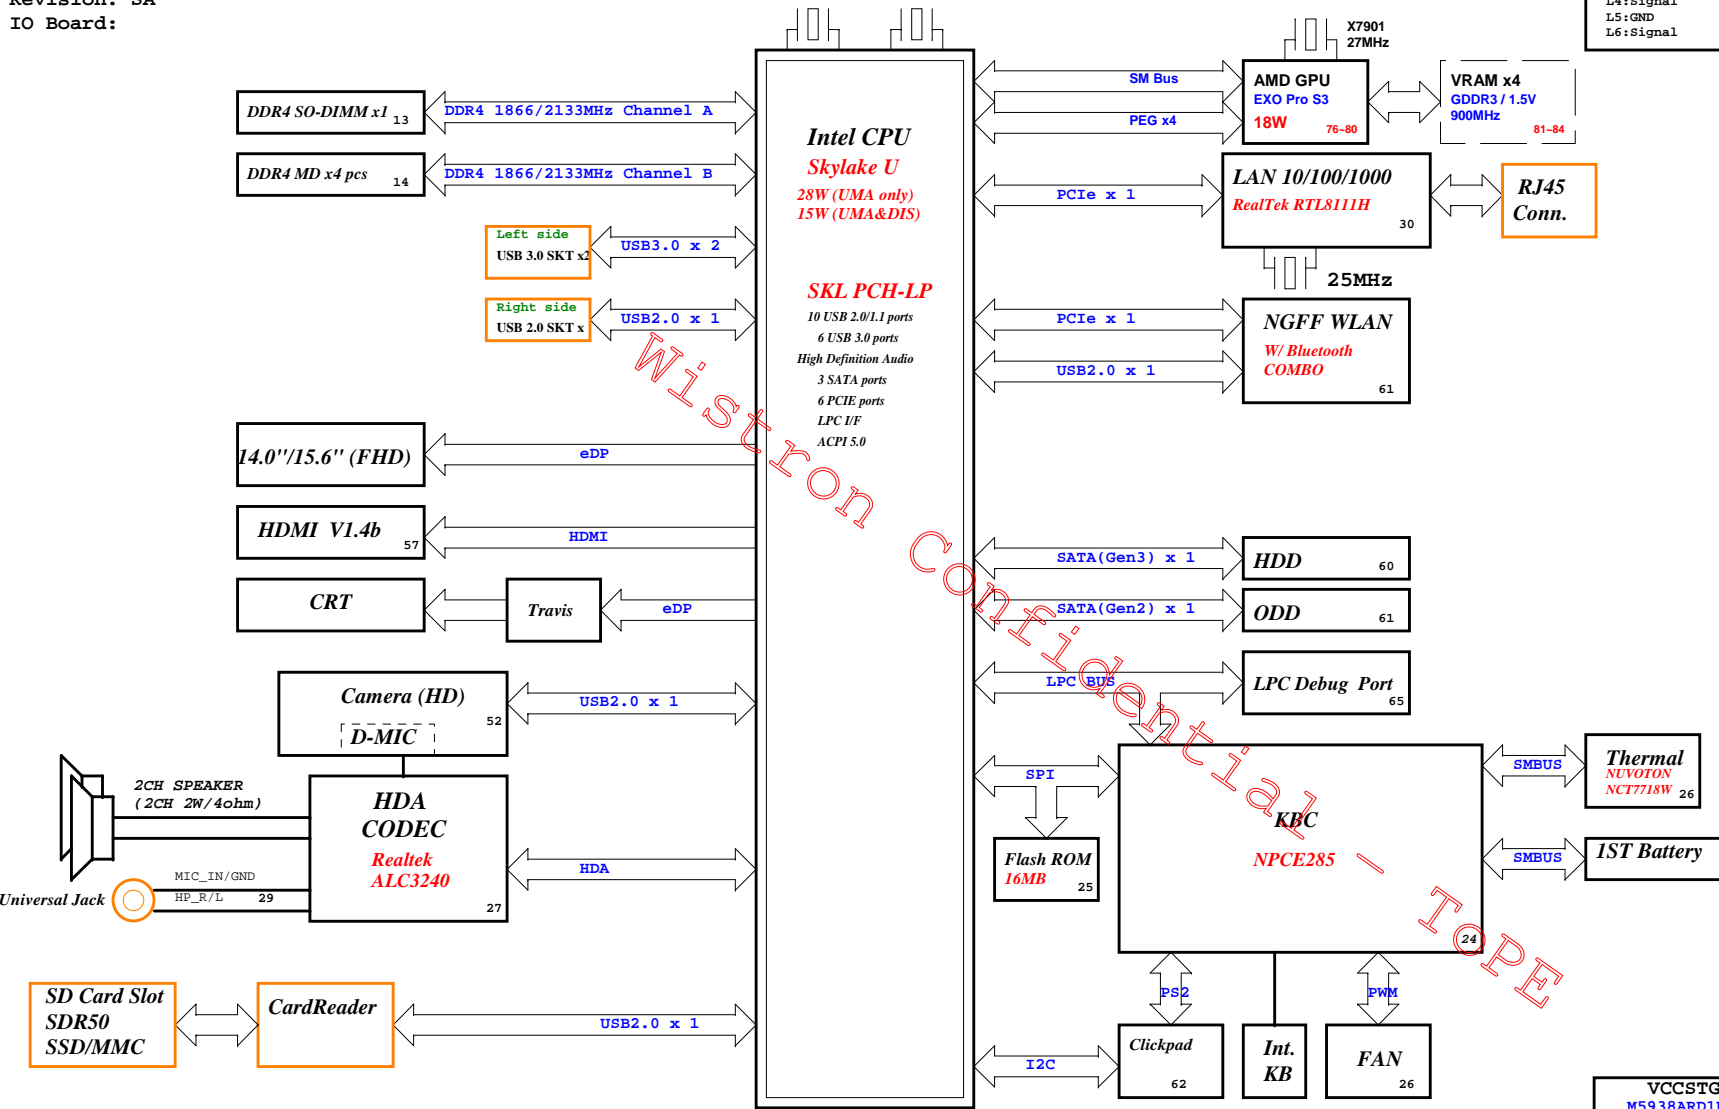 Revision: SA
IO Board:
L4:Signal
L5:GND
L6:Signal
X7901
27MHz
DDR4 SO-DIMM x1 13
DDR4 1866/2133MHz Channel A
DDR4 MD x4 pcs 14
DDR4 1866/2133MHz Channel B
Left side
USB 3.0 SKT x2
USB3.0 x 2
Right side
USB 2.0 SKT x
USB2.0 x 1
14.0"/15.6" (FHD)
eDP
HDMI V1.4b 57
HDMI
CRT
Travis
eDP
Camera (HD)
52
D-MIC
USB2.0 x 1
2CH SPEAKER
(2CH 2W/4ohm)
HDA
CODEC
Realtek
ALC3240
27
HDA
MIC_IN/GND
Universal Jack
HP_R/L 29
SD Card Slot
SDR50
SSD/MMC
CardReader
USB2.0 x 1
Intel CPU
Skylake U
28W (UMA only)
15W (UMA&DIS)
SKL PCH-LP
10 USB 2.0/1.1 ports
6 USB 3.0 ports
High Definition Audio
3 SATA ports
6 PCIE ports
LPC I/F
ACPI 5.0
SM Bus
PEG x4
AMD GPU
EXO Pro S3
18W 76~80
VRAM x4
GDDR3 / 1.5V
900MHz
81~84
PCIe x 1
LAN 10/100/1000
RealTek RTL8111H
30
RJ45
Conn.
25MHz
PCIe x 1
USB2.0 x 1
NGFF WLAN
W/ Bluetooth
COMBO
61
SATA(Gen3) x 1
HDD 60
SATA(Gen2) x 1
ODD 61
LPC BUS
LPC Debug Port
65
SPI
Flash ROM
16MB 25
KBC
NPCE285
24
SMBUS
Thermal
NUVOTON
NCT7718W 26
SMBUS
1ST Battery
PS2
PWM
I2C
Clickpad
62
Int.
KB
FAN
26
VCCSTG
Wistron Confidential - TOPE